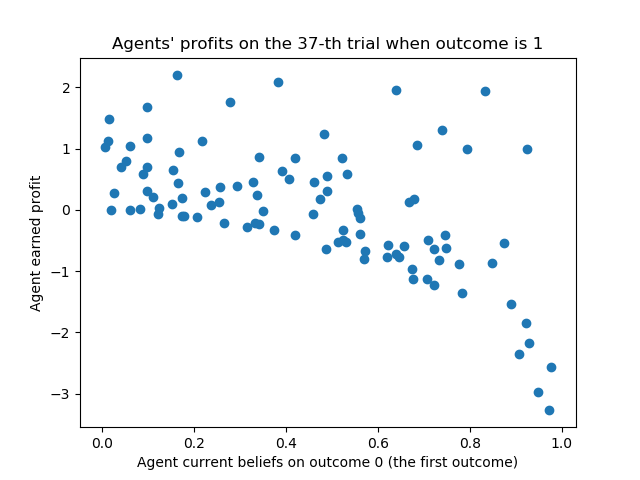 Agents' profits on the 37-th trial when outcome is 1
Agent earned profit
2
1
0
−1
−2
−3
0.0 0.2 0.4 0.6 0.8 1.0
Agent current beliefs on outcome 0 (the first outcome)